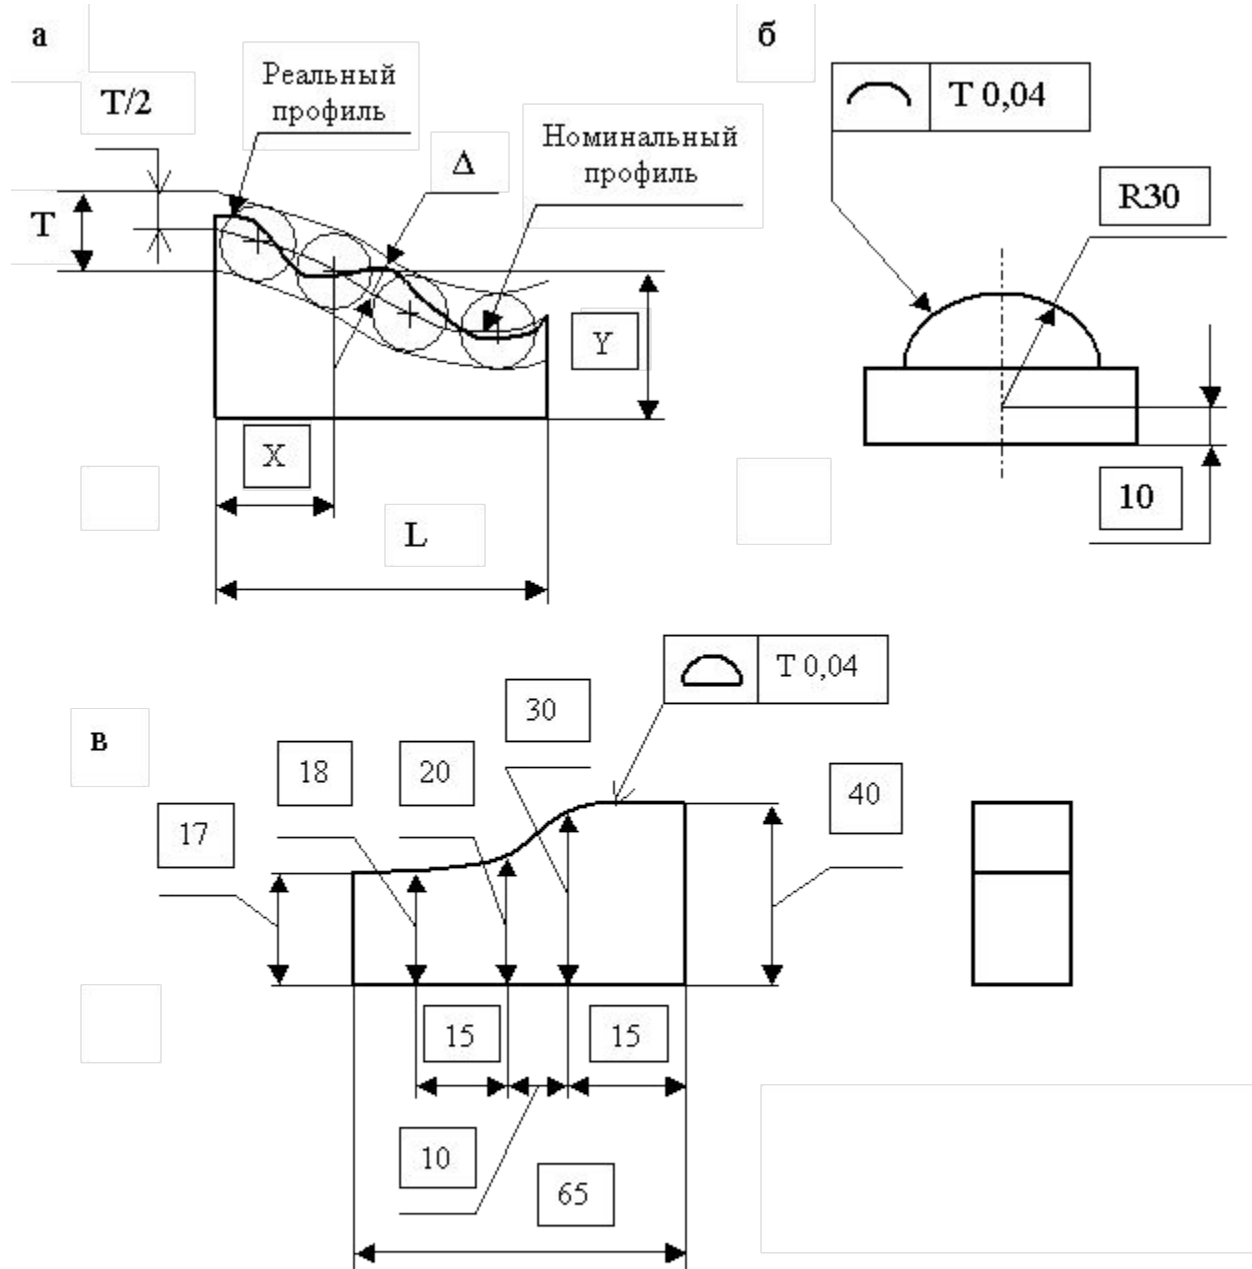 а
Т/2
Реальный
профиль
Δ
Номинальный
профиль
T
Y
X
L
б
T 0,04
R30
10
в
T 0,04
30
18
20
40
17
15
15
10
65